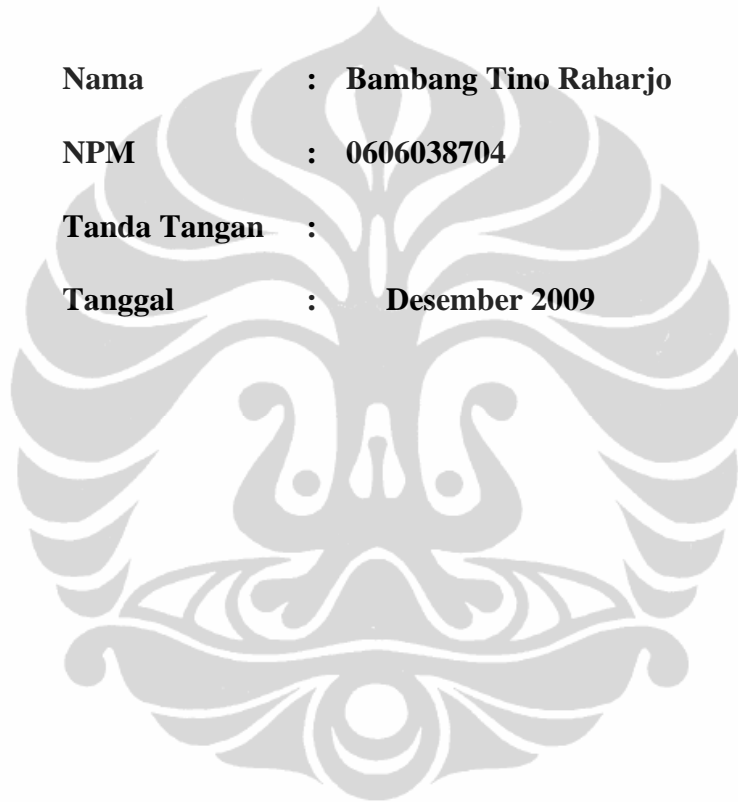 Nama : Bambang Tino Raharjo
NPM : 0606038704
Tanda Tangan :
Tanggal : Desember 2009